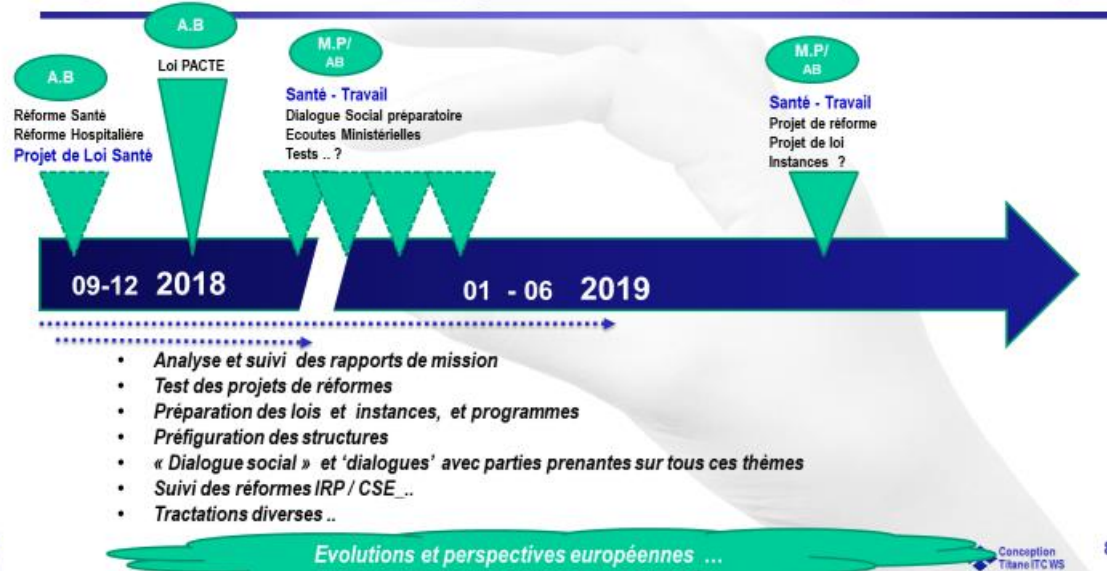 A.B
Réforme Santé
Réforme Hospitalière
Projet de Loi Santé
A.B
Loi PACTE
M.P/
AB
Santé - Travail
Dialogue Social préparatoire
Ecoutes Ministérielles
Tests .. ?
M.P/
AB
Santé - Travail
Projet de réforme
Projet de loi
Instances ?
09-12 2018
01 - 06 2019
• Analyse et suivi des rapports de mission
• Test des projets de réformes
• Préparation des lois et instances, et programmes
• Préfiguration des structures
• « Dialogue social » et ‘dialogues’ avec parties prenantes sur tous ces thèmes
• Suivi des réformes IRP / CSE_..
• Tractations diverses ..
Evolutions et perspectives européennes ...
Conception
Titane ITC WS